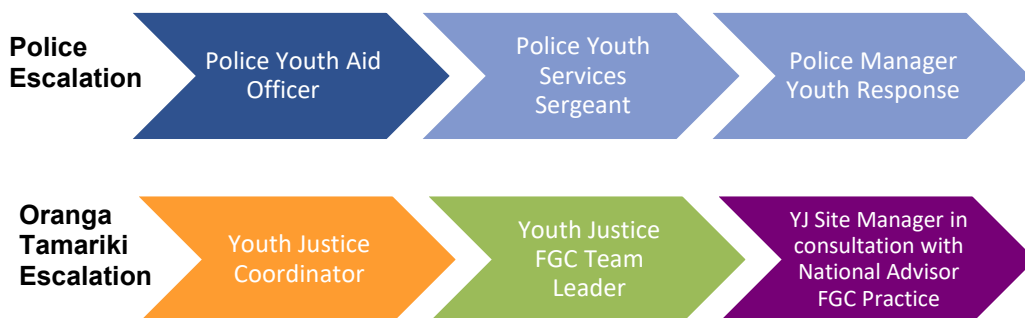 Police
Escalation
Police Youth Aid
Officer
Police Youth
Services
Sergeant
Police Manager
Youth Response
Oranga
Tamariki
Escalation
Youth Justice
Coordinator
Youth Justice
FGC Team
Leader
YJ Site Manager in
consultation with
National Advisor
FGC Practice